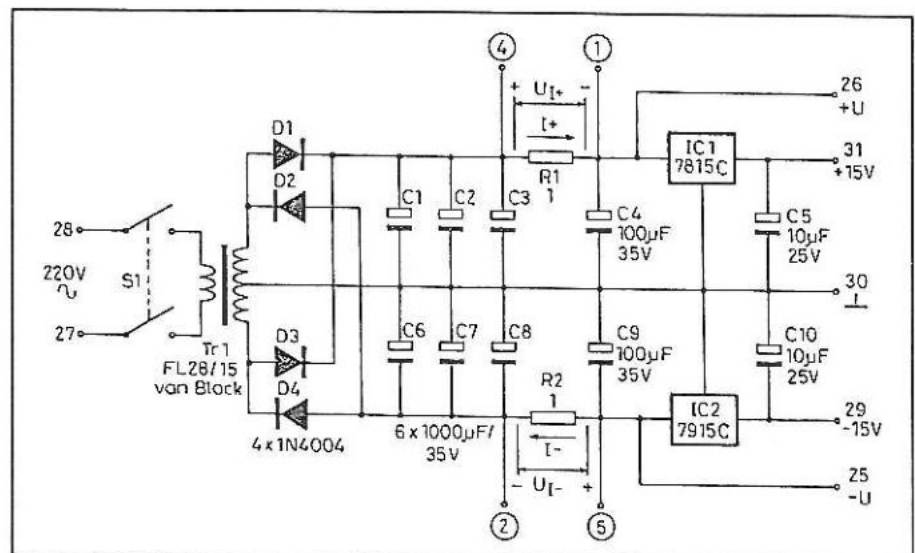 4
1
+ U I+ -
I+
26
+U
D1
D2
R1
1
IC1
7815C
31
+15V
C1
C2
C3
C4
100µF
35V
C5
10µF
25V
28
220V
~
27
S1
Tr1
FL28/15
van Block
30
D3
D4
4x1N4004
C6
C7
C8
C9
100µF
35V
C10
10µF
25V
R2
1
6x1000µF/
35V
I-
- U I- +
IC2
7915C
29
-15V
25
-U
2
5